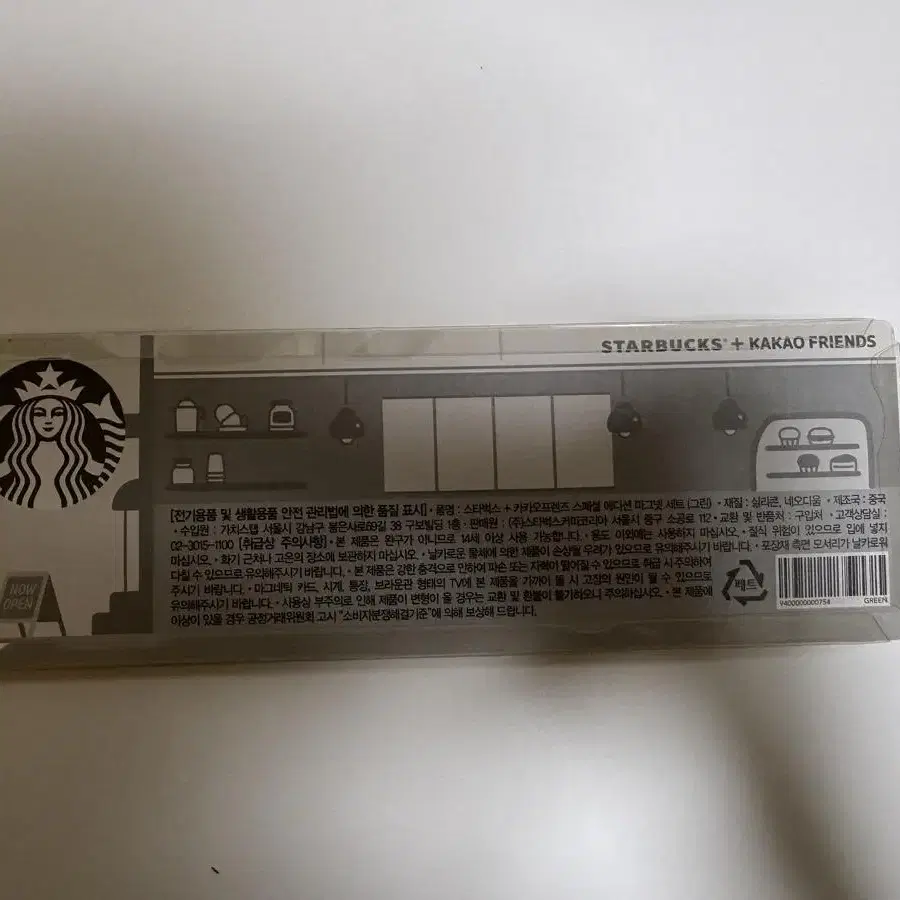 STARBUCKS® + KAKAO FRIENDS
[전기용품 및 생활용품 안전 관리법에 의한 품질 표시] • 품명 : 스타벅스 + 카카오프렌즈 스페셜 에디션 마그넷 세트 (그린) • 재질 : 실리콘, 네오디움 • 제조국 : 중국
• 수입원 : 가치스탭 서울시 강남구 봉은사로69길 38 구보빌딩 1층 • 판매원 : (주)스타벅스커피코리아 서울시 중구 소공로 112 • 교환 및 반품처 : 구입처 • 고객상담실 :
02-3015-1100 [취급상 주의사항] • 본 제품은 완구가 아니므로 14세 이상 사용 가능합니다. • 용도 이외에는 사용하지 마십시오. • 질식 위험이 있으므로 입에 넣지
마십시오. • 화기 근처나 고온의 장소에 보관하지 마십시오. • 날카로운 물체에 의한 제품이 손상될 우려가 있으므로 유의해주시기 바랍니다. • 포장재 측면 모서리가 날카로워
다칠 수 있으므로 유의해주시기 바랍니다. • 본 제품은 강한 충격으로 인하여 파손 또는 자력이 떨어질 수 있으므로 취급 시 주의하여
주시기 바랍니다. • 마그네틱 카드, 시계, 통장, 브라운관 형태의 TV에 본 제품을 가까이 둘 시 고장의 원인이 될 수 있으므로
유의해주시기 바랍니다. • 사용상 부주의로 인해 제품이 변형이 올 경우는 교환 및 환불이 불가하오니 주의하십시오. • 본 제품에
이상이 있을 경우 공정거래위원회 고시 "소비자분쟁해결기준"에 의해 보상해 드립니다.
페트
9400000000754
GREEN
NOW
OPEN